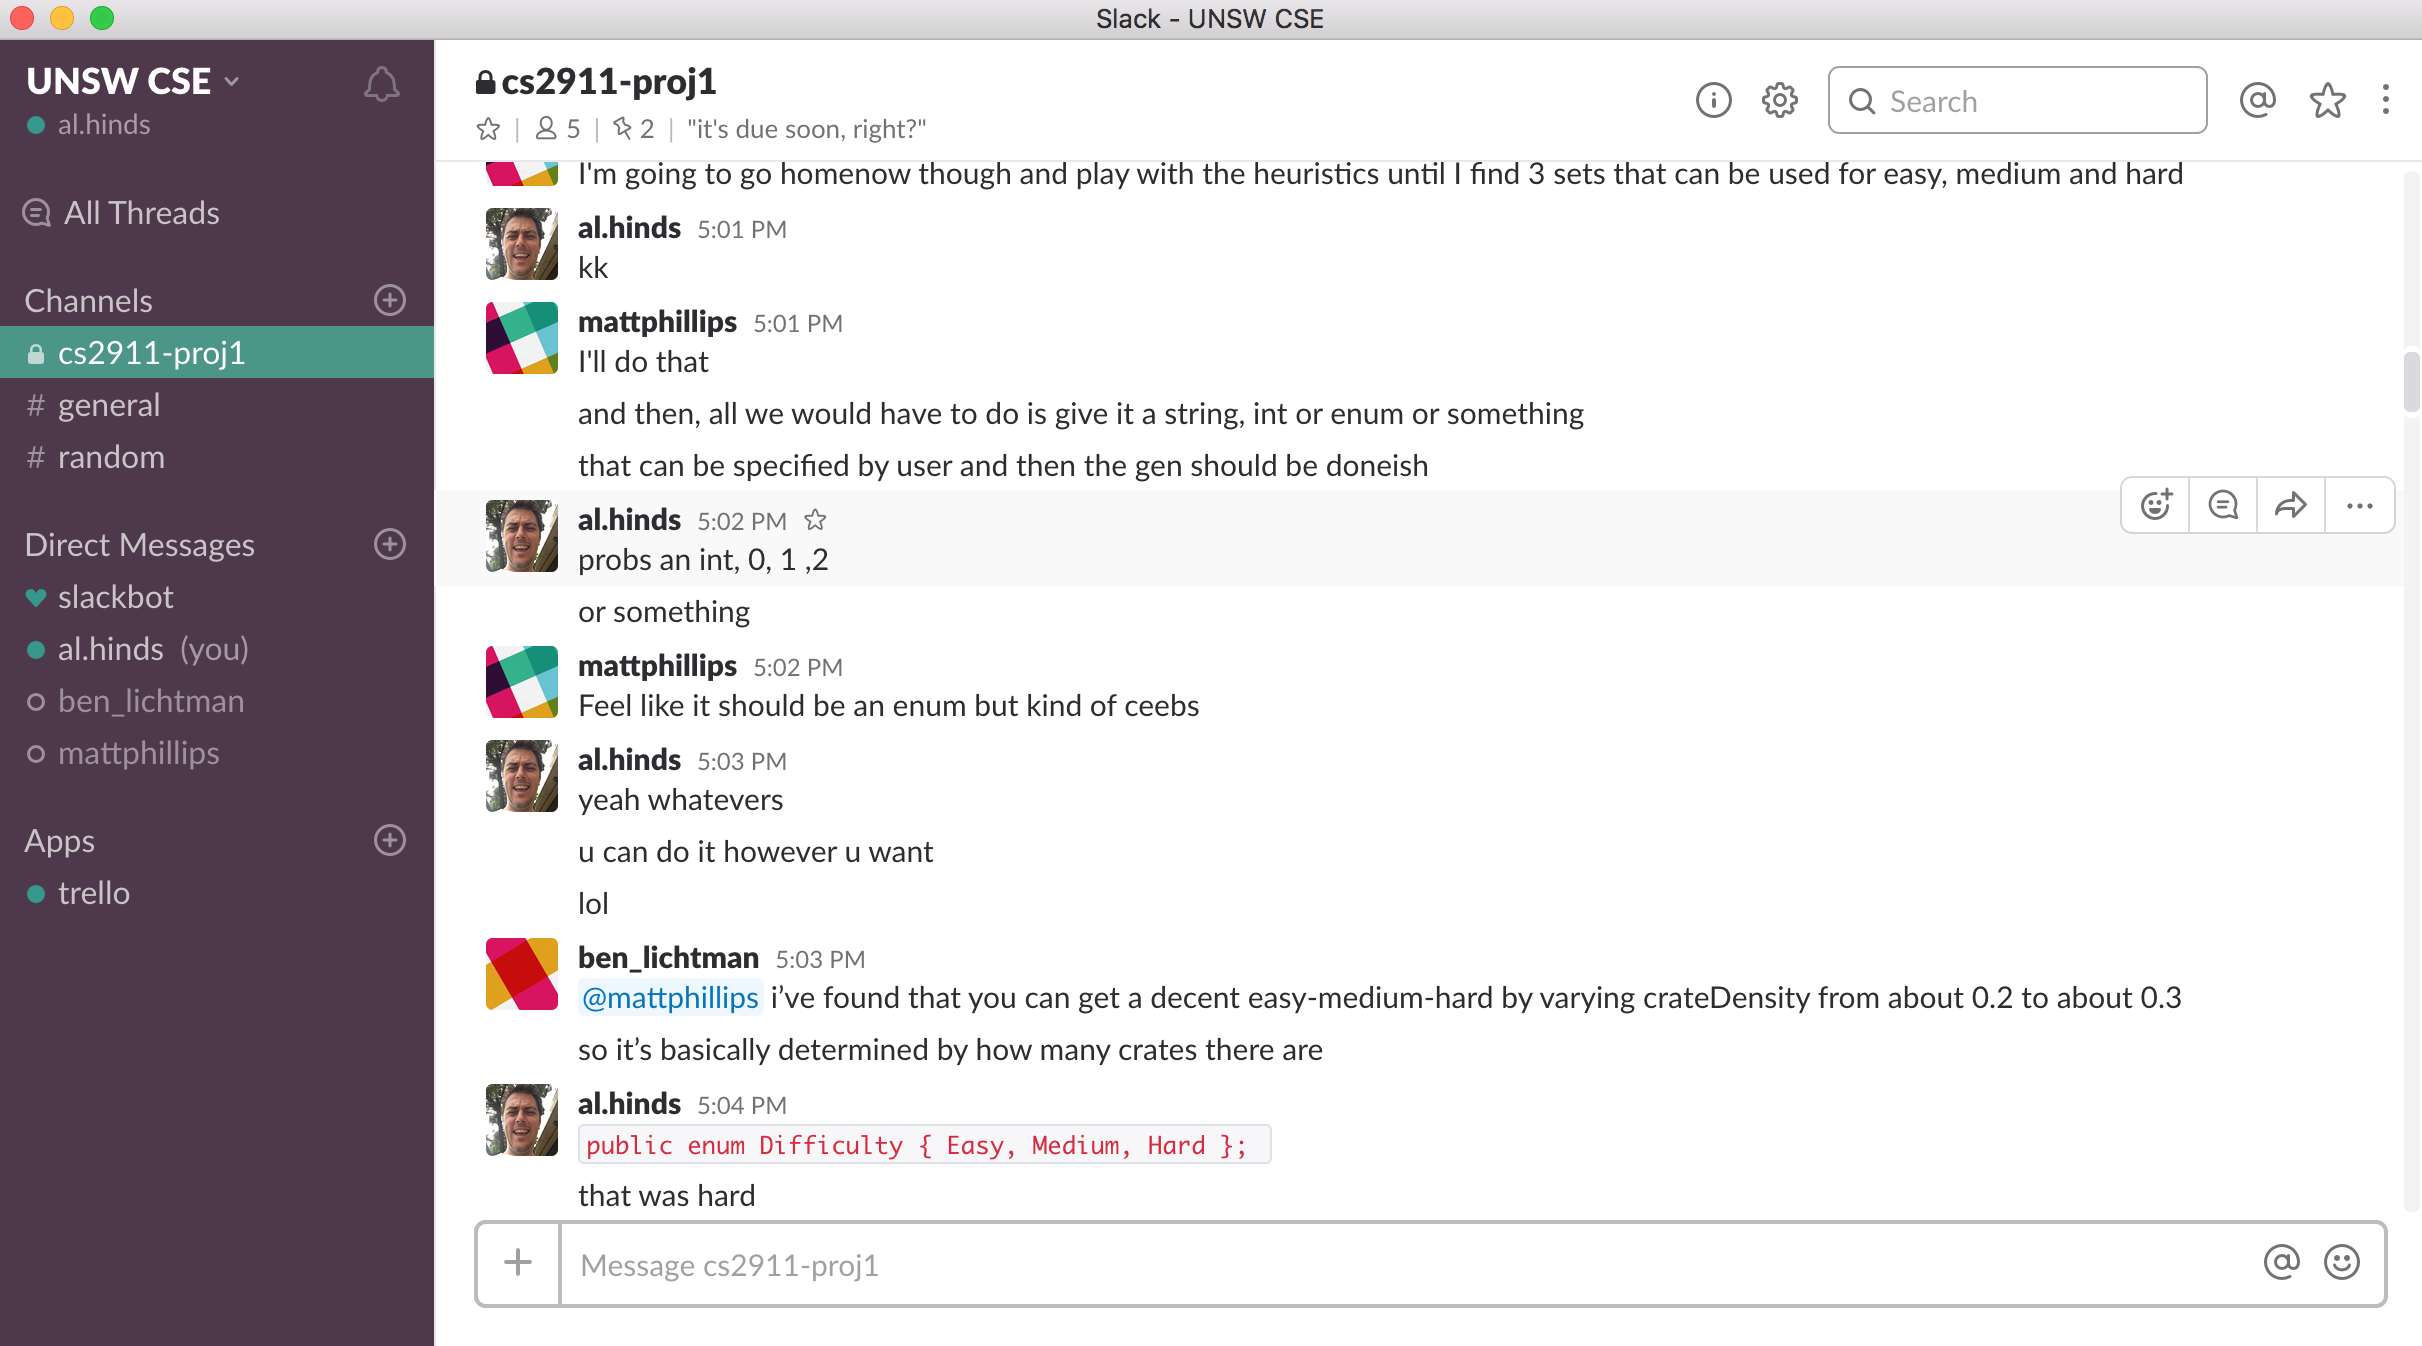 Slack - UNSW CSE
UNSW CSE
al.hinds
All Threads
Channels
cs2911-proj1
# general
# random
Direct Messages
slackbot
al.hinds (you)
ben_lichtman
mattphillips
Apps
trello
cs2911-proj1
5 | 2 | "it's due soon, right?"
Search
I'm going to go homenow though and play with the heuristics until I find 3 sets that can be used for easy, medium and hard
al.hinds 5:01 PM
kk
mattphillips 5:01 PM
I'll do that
and then, all we would have to do is give it a string, int or enum or something
that can be specified by user and then the gen should be doneish
al.hinds 5:02 PM
probs an int, 0, 1 ,2
or something
mattphillips 5:02 PM
Feel like it should be an enum but kind of ceebs
al.hinds 5:03 PM
yeah whatevers
u can do it however u want
lol
ben_lichtman 5:03 PM
@mattphillips i’ve found that you can get a decent easy-medium-hard by varying crateDensity from about 0.2 to about 0.3
so it’s basically determined by how many crates there are
al.hinds 5:04 PM
public enum Difficulty { Easy, Medium, Hard };
that was hard
Message cs2911-proj1